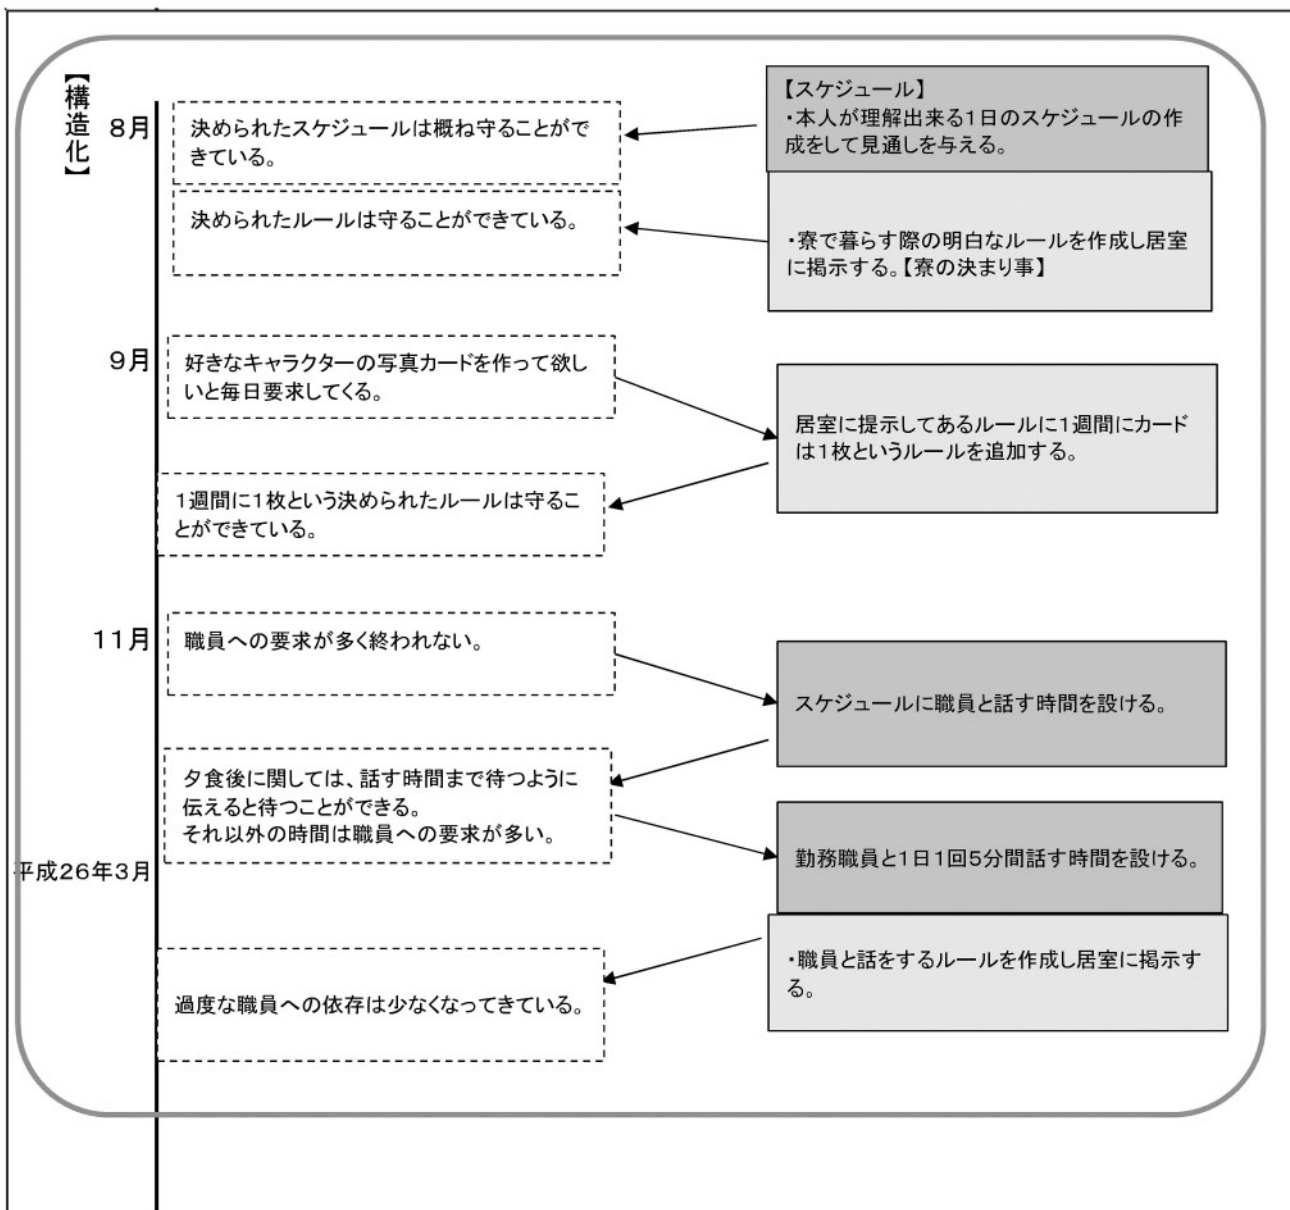 【構造化】
8月
決められたスケジュールは概ね守ることがで
きている。
【スケジュール】
・本人が理解出来る1日のスケジュールの作
成をして見通しを与える。
決められたルールは守ることができている。
・寮で暮らす際の明白なルールを作成し居室
に掲示する。【寮の決まり事】
9月
好きなキャラクターの写真カードを作って欲し
いと毎日要求してくる。
居室に提示してあるルールに1週間にカード
は1枚というルールを追加する。
1週間に1枚という決められたルールは守るこ
とができている。
11月
職員への要求が多く終われない。
スケジュールに職員と話す時間を設ける。
夕食後に関しては、話す時間まで待つように
伝えると待つことができる。
それ以外の時間は職員への要求が多い。
平成26年3月
勤務職員と1日1回5分間話す時間を設ける。
・職員と話をするルールを作成し居室に掲示す
る。
過度な職員への依存は少なくなってきている。